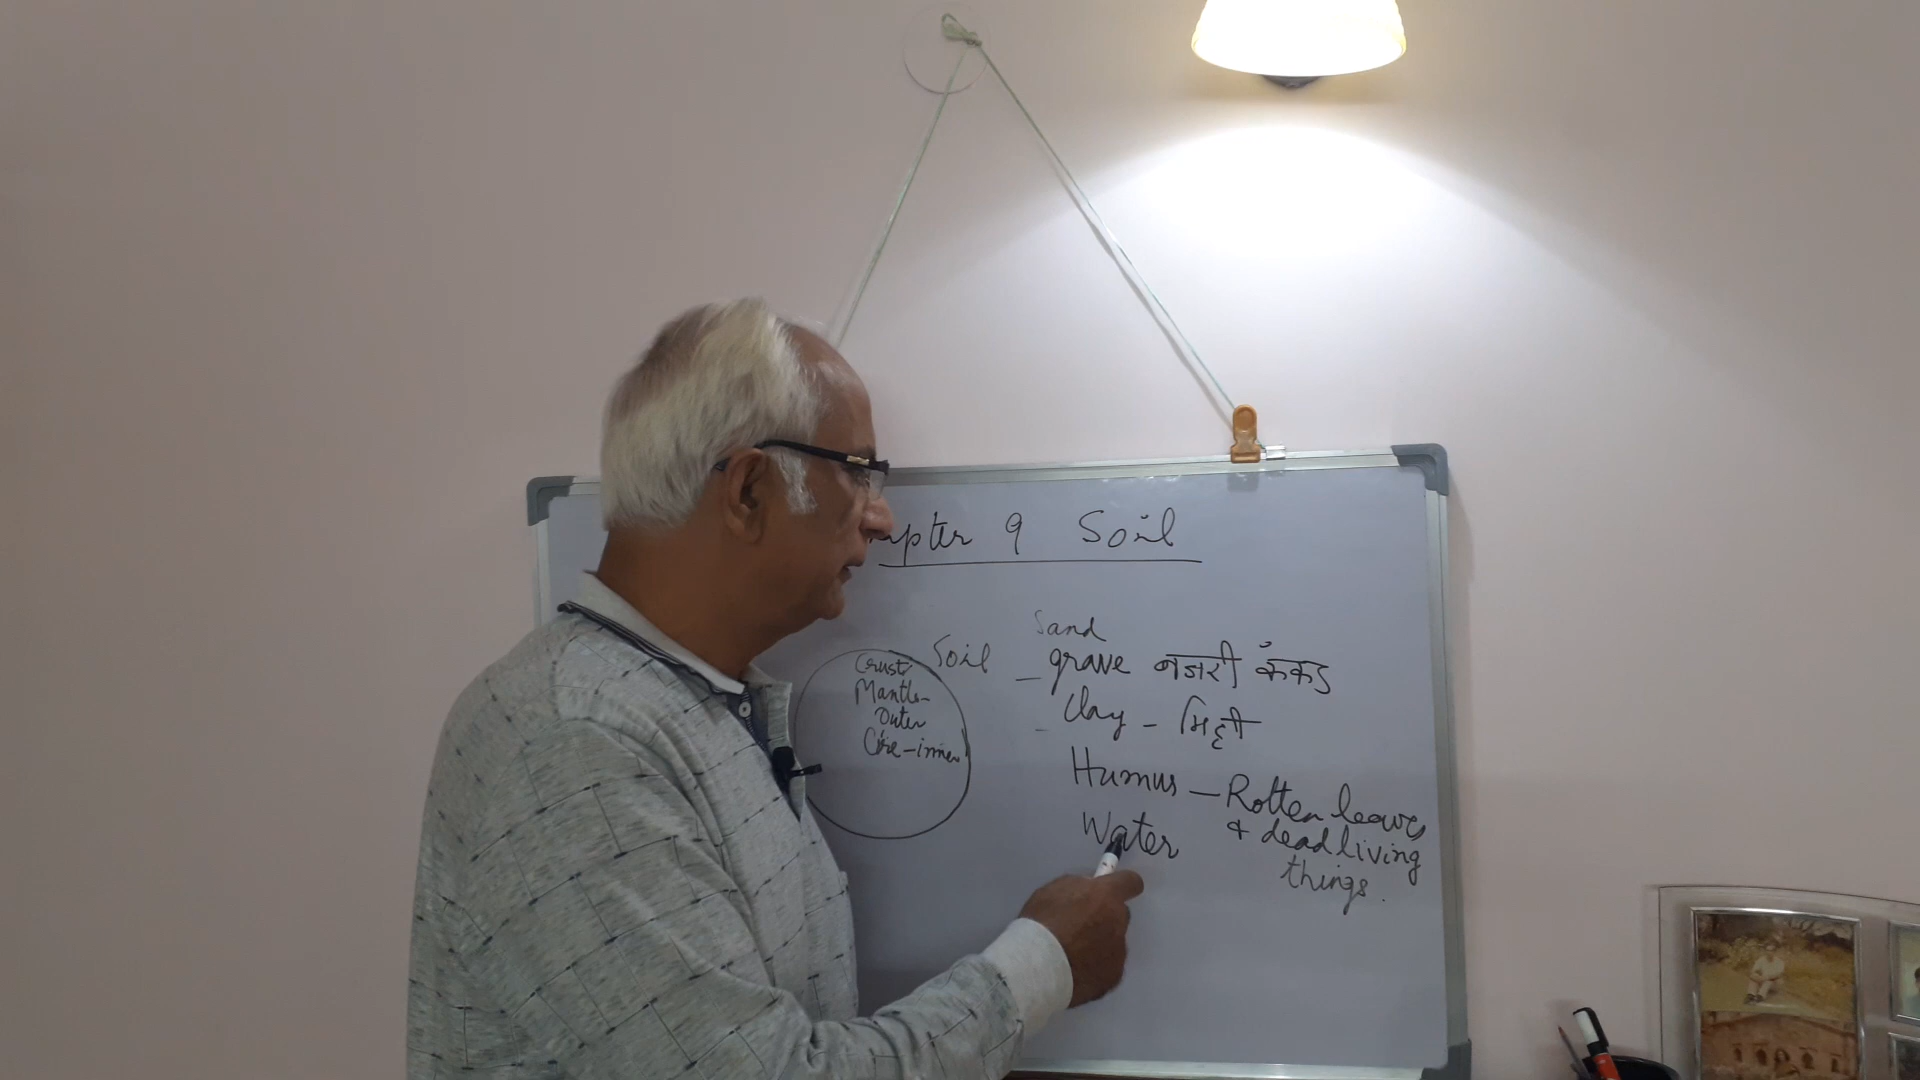 apter 9 Soil
Soil
Sand
grave बजरी कंकड़
Clay - मिट्टी
Humus - Rotten leaves
& dead living
things.
Water
Crust
Mantle
Outer
Core-inner